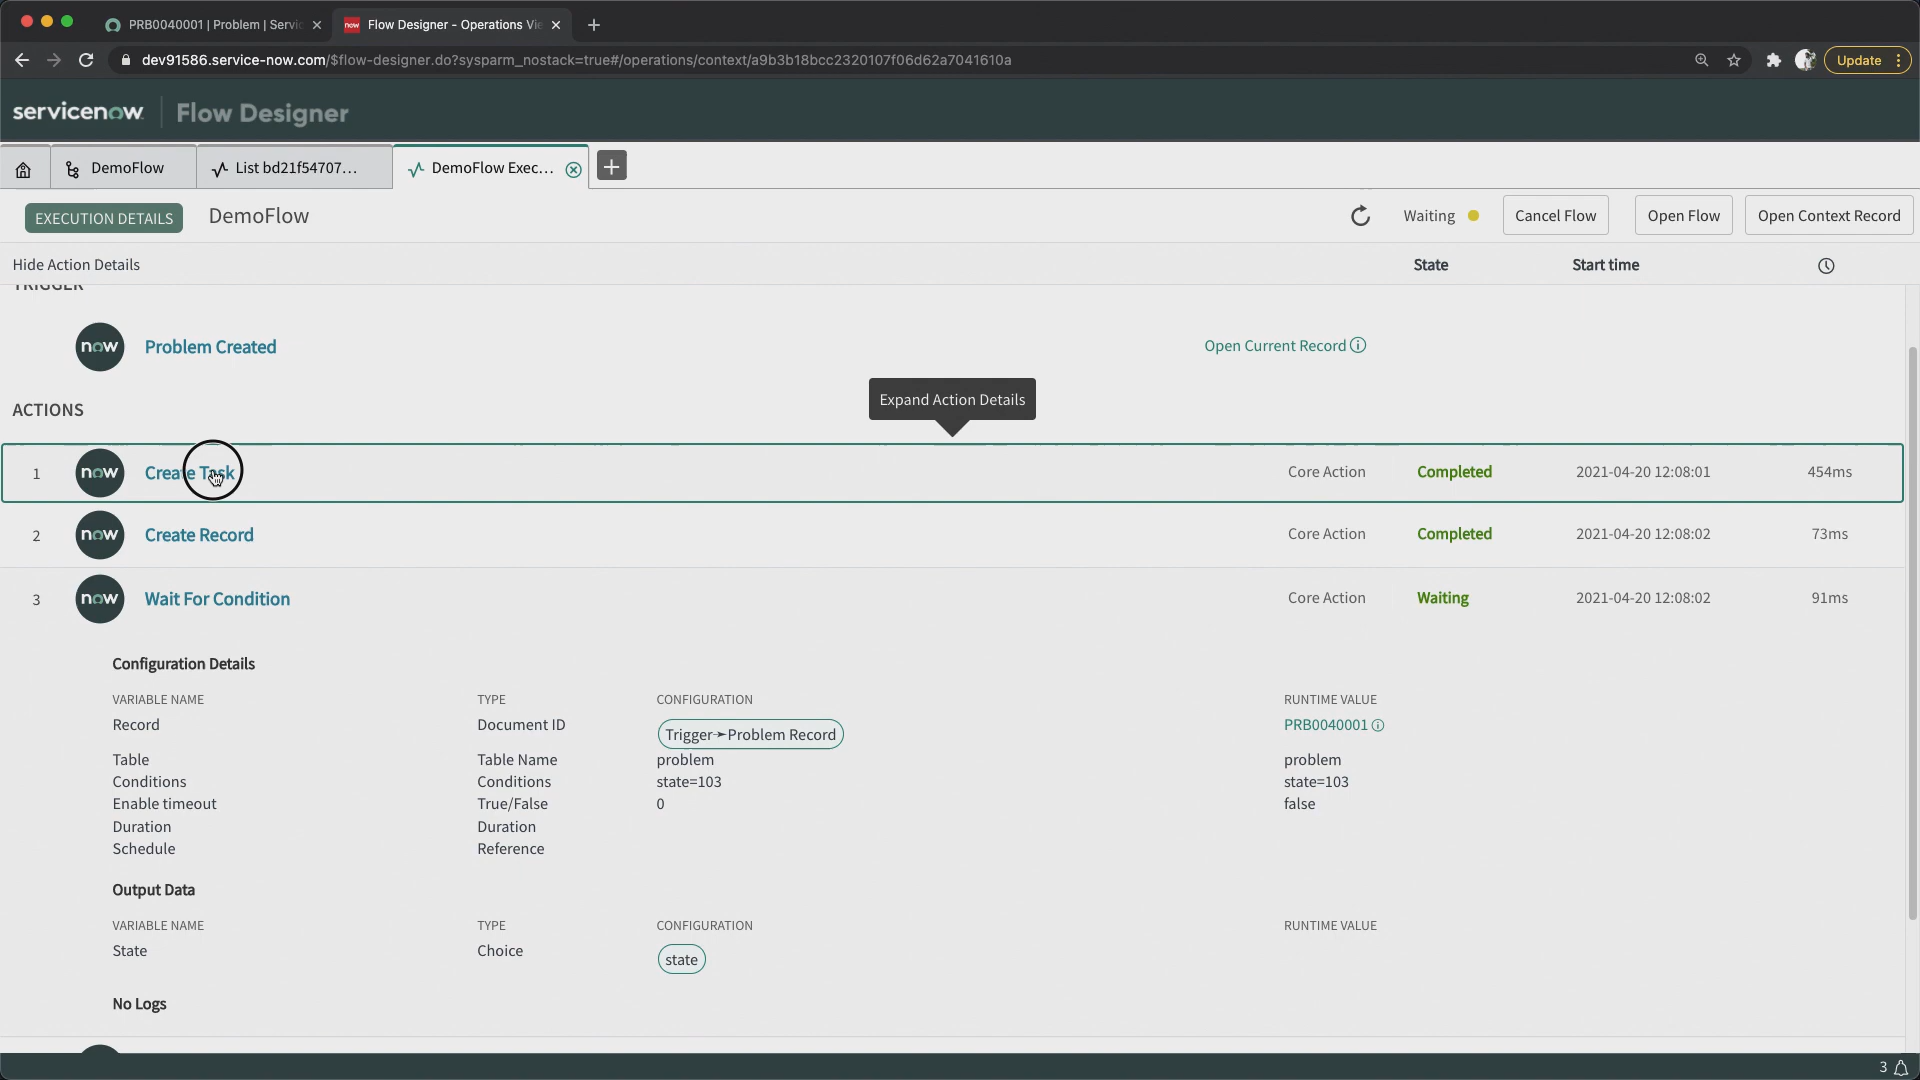 PRB0040001 | Problem | Servic
Flow Designer - Operations Vie
dev91586.service-now.com/$flow-designer.do?sysparm_nostack=true#/operations/context/a9b3b18bcc2320107f06d62a7041610a
Update
servicenow
Flow Designer
DemoFlow
List bd21f54707...
DemoFlow Exec...
EXECUTION DETAILS
DemoFlow
Waiting
Cancel Flow
Open Flow
Open Context Record
Hide Action Details
State
Start time
TRIGGER
now
Problem Created
Open Current Record
ACTIONS
Expand Action Details
1 now Create Task Core Action Completed 2021-04-20 12:08:01 454ms
2 now Create Record Core Action Completed 2021-04-20 12:08:02 73ms
3 now Wait For Condition Core Action Waiting 2021-04-20 12:08:02 91ms
Configuration Details
VARIABLE NAME TYPE CONFIGURATION RUNTIME VALUE
Record Document ID Trigger➛Problem Record PRB0040001
Table Table Name problem problem
Conditions Conditions state=103 state=103
Enable timeout True/False 0 false
Duration Duration
Schedule Reference
Output Data
VARIABLE NAME TYPE CONFIGURATION RUNTIME VALUE
State Choice state
No Logs
3